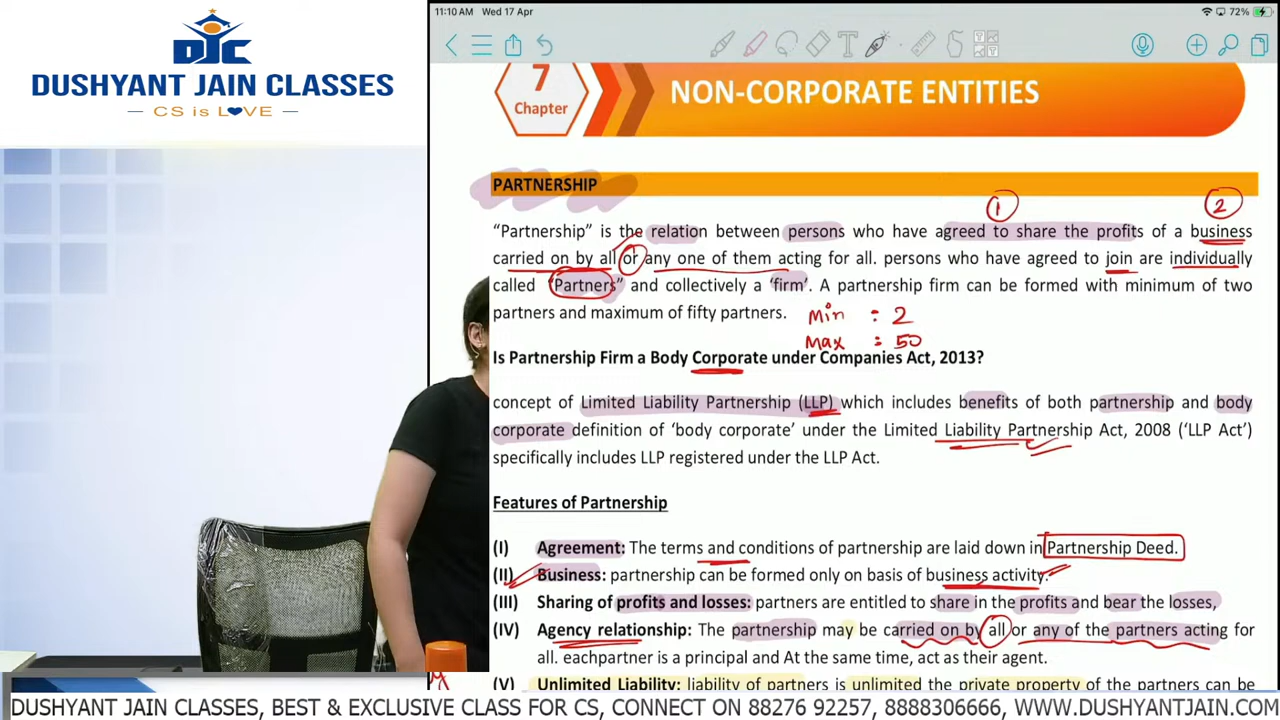 11:10 AM Wed 17 Apr
72%
DJC
DUSHYANT JAIN CLASSES
CS is L VE
7
Chapter
NON-CORPORATE ENTITIES
PARTNERSHIP
1
2
“Partnership” is the relation between persons who have agreed to share the profits of a business
carried on by all or any one of them acting for all. persons who have agreed to join are individually
called “Partners” and collectively a ‘firm’. A partnership firm can be formed with minimum of two
partners and maximum of fifty partners.
Min : 2
Max : 50
Is Partnership Firm a Body Corporate under Companies Act, 2013?
concept of Limited Liability Partnership (LLP) which includes benefits of both partnership and body
corporate definition of ‘body corporate’ under the Limited Liability Partnership Act, 2008 (‘LLP Act’)
specifically includes LLP registered under the LLP Act.
Features of Partnership
(I) Agreement: The terms and conditions of partnership are laid down in Partnership Deed.
(II) Business: partnership can be formed only on basis of business activity.
(III) Sharing of profits and losses: partners are entitled to share in the profits and bear the losses,
(IV) Agency relationship: The partnership may be carried on by all or any of the partners acting for
all. eachpartner is a principal and At the same time, act as their agent.
(V) Unlimited Liability: liability of partners is unlimited the private property of the partners can be
DUSHYANT JAIN CLASSES, BEST & EXCLUSIVE CLASS FOR CS, CONNECT ON 88276 92257, 8888306666, WWW.DUSHYANTJAINCLASSES.COM